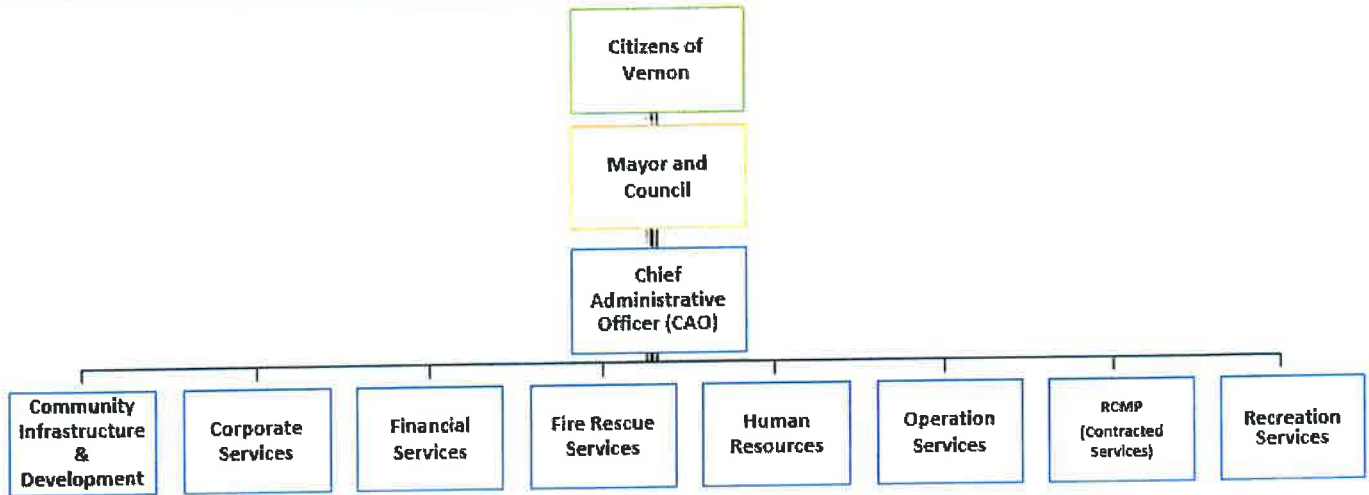 Citizens of
Vernon
Mayor and
Council
Chief
Administrative
Officer (CAO)
Community
Infrastructure
&
Development
Corporate
Services
Financial
Services
Fire Rescue
Services
Human
Resources
Operation
Services
RCMP
(Contracted
Services)
Recreation
Services